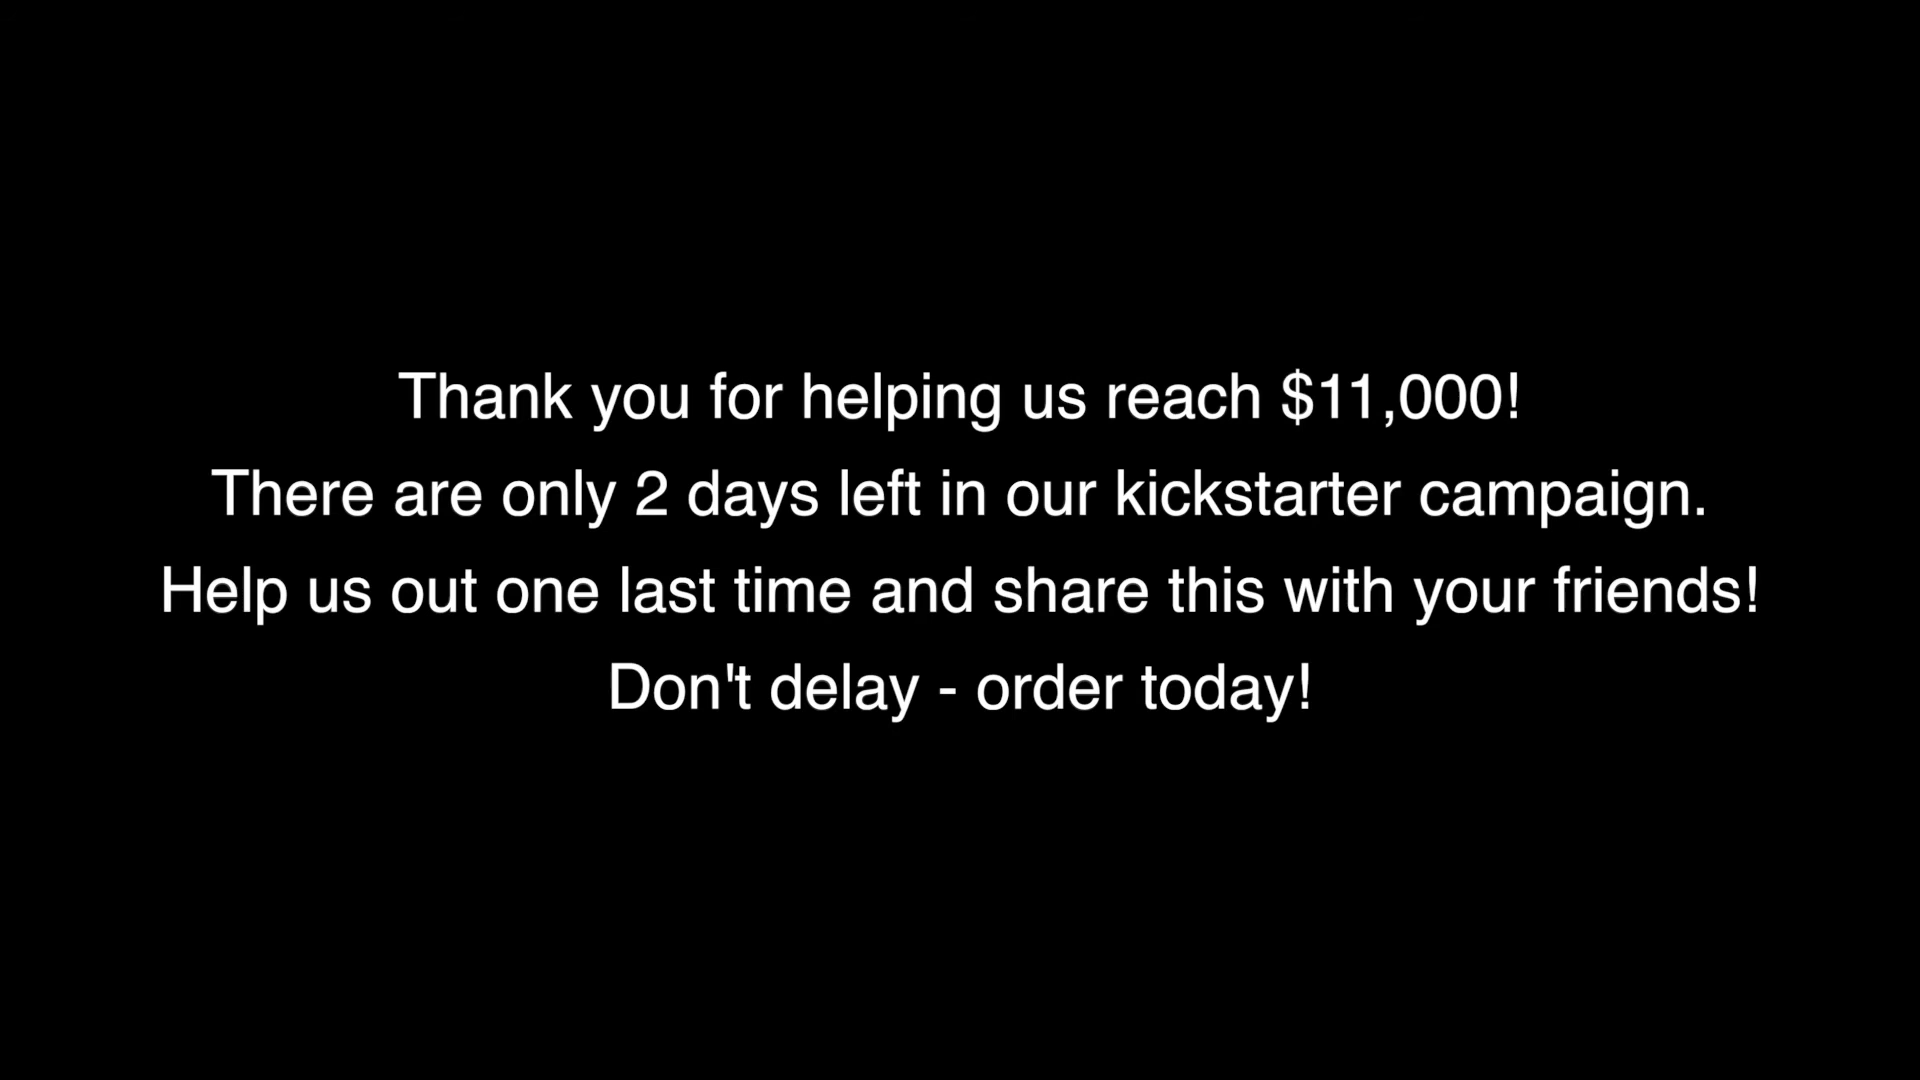 Thank you for helping us reach $11,000!
There are only 2 days left in our kickstarter campaign.
Help us out one last time and share this with your friends!
Don't delay - order today!